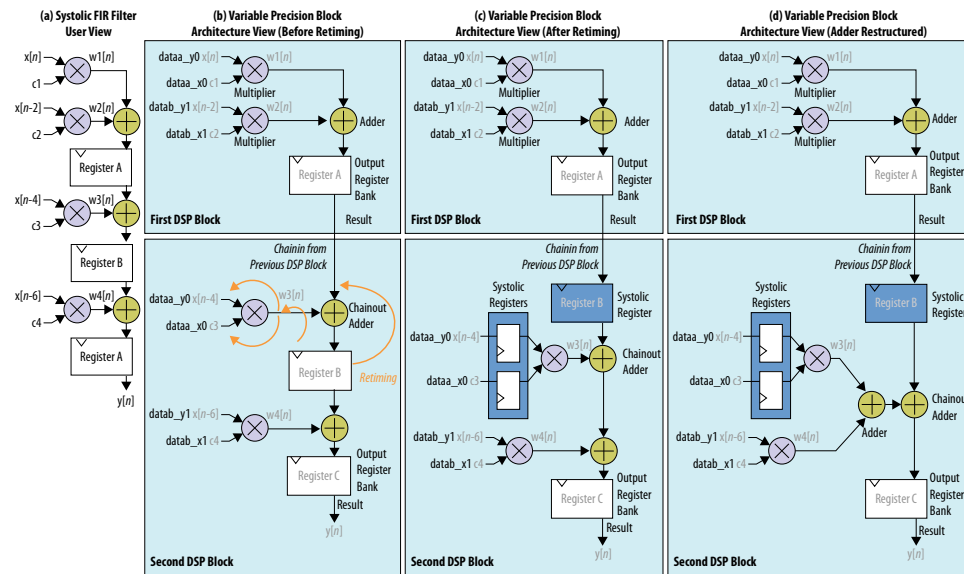 (a) Systolic FIR Filter
User View
x[n]
c1
w1[n]
x[n-2]
c2
w2[n]
Register A
x[n-4]
c3
w3[n]
Register B
x[n-6]
c4
w4[n]
Register A
y[n]
(b) Variable Precision Block
Architecture View (Before Retiming)
dataa_y0 x[n]
w1[n]
dataa_x0 c1
Multiplier
datab_y1 x[n-2]
w2[n]
datab_x1 c2
Multiplier
Adder
Register A
Output
Register
Bank
Result
First DSP Block
Chainin from
Previous DSP Block
dataa_y0 x[n-4]
w3[n]
dataa_x0 c3
Chainout
Adder
Register B
Retiming
datab_y1 x[n-6]
w4[n]
datab_x1 c4
Register C
Output
Register
Bank
Result
y[n]
Second DSP Block
(c) Variable Precision Block
Architecture View (After Retiming)
dataa_y0 x[n]
w1[n]
dataa_x0 c1
Multiplier
datab_y1 x[n-2]
w2[n]
datab_x1 c2
Multiplier
Adder
Register A
Output
Register
Bank
Result
First DSP Block
Chainin from
Previous DSP Block
Systolic
Registers
Register B
Systolic
Register
dataa_y0 x[n-4]
w3[n]
dataa_x0 c3
Chainout
Adder
datab_y1 x[n-6]
w4[n]
datab_x1 c4
Register C
Output
Register
Bank
Result
y[n]
Second DSP Block
(d) Variable Precision Block
Architecture View (Adder Restructured)
dataa_y0 x[n]
w1[n]
dataa_x0 c1
Multiplier
datab_y1 x[n-2]
w2[n]
datab_x1 c2
Multiplier
Adder
Register A
Output
Register
Bank
Result
First DSP Block
Chainin from
Previous DSP Block
Systolic
Registers
Register B
Systolic
Register
dataa_y0 x[n-4]
w3[n]
dataa_x0 c3
Adder
Chainout
Adder
datab_y1 x[n-6]
w4[n]
datab_x1 c4
Register C
Output
Register
Bank
Result
y[n]
Second DSP Block